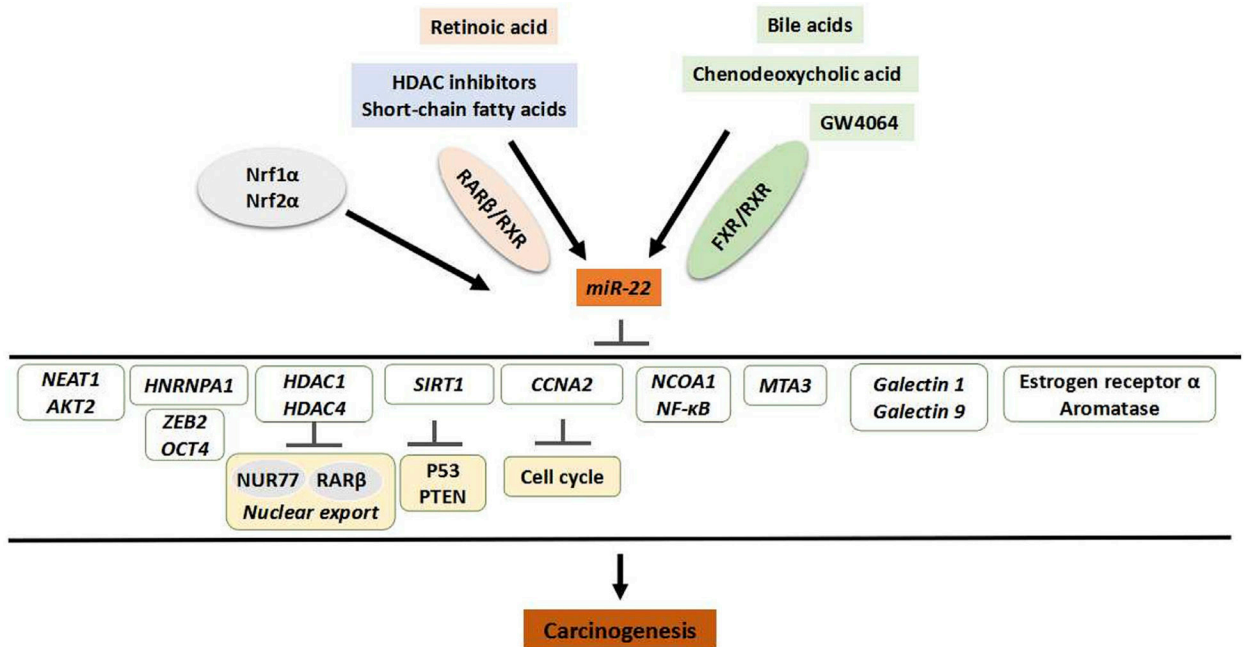 Retinoic acid
Bile acids
HDAC inhibitors
Short-chain fatty acids
Chenodeoxycholic acid
GW4064
Nrf1α
Nrf2α
RARβ/RXR
FXR/RXR
miR-22
NEAT1
AKT2
HNRNPA1
ZEB2
OCT4
HDAC1
HDAC4
NUR77
RARβ
Nuclear export
SIRT1
P53
PTEN
CCNA2
Cell cycle
NCOA1
NF-κB
MTA3
Galectin 1
Galectin 9
Estrogen receptor α
Aromatase
Carcinogenesis